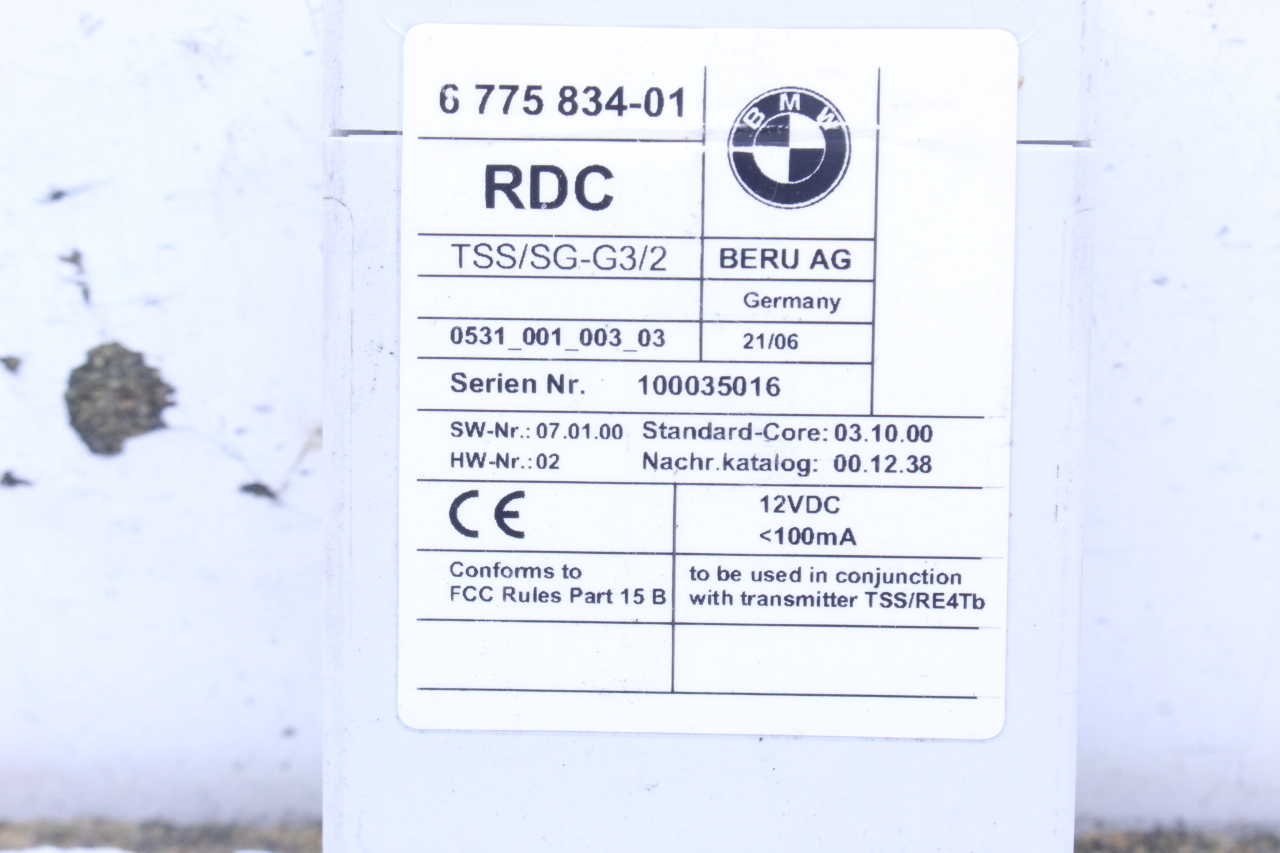 6 775 834-01
BMW
RDC
TSS/SG-G3/2
BERU AG
Germany
0531_001_003_03
21/06
Serien Nr. 100035016
SW-Nr.: 07.01.00 Standard-Core: 03.10.00
HW-Nr.: 02 Nachr.katalog: 00.12.38
CE
12VDC
<100mA
Conforms to
FCC Rules Part 15 B
to be used in conjunction
with transmitter TSS/RE4Tb